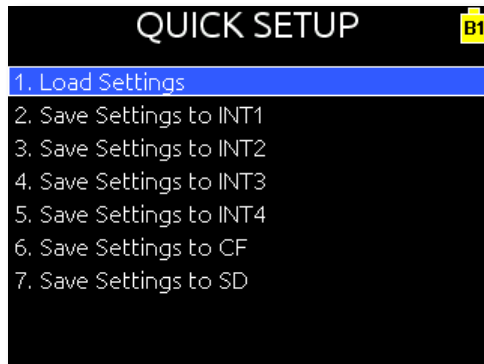 QUICK SETUP
B1
1. Load Settings
2. Save Settings to INT1
3. Save Settings to INT2
4. Save Settings to INT3
5. Save Settings to INT4
6. Save Settings to CF
7. Save Settings to SD